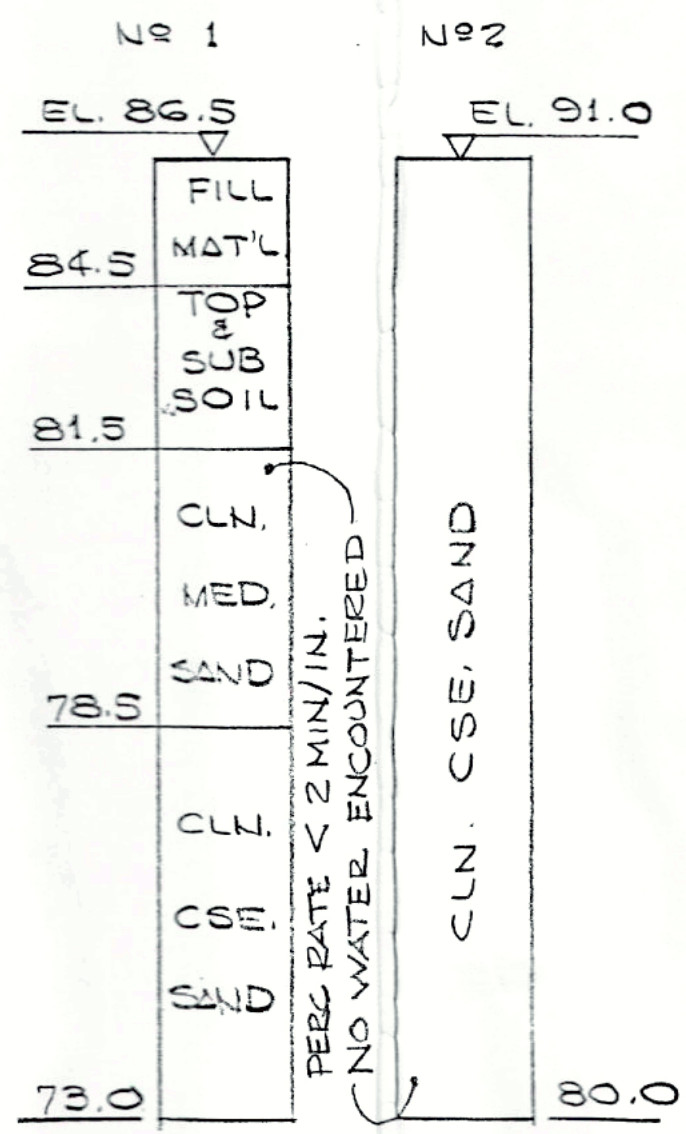 Nº 1
EL. 86.5
FILL
MAT'L
84.5
TOP
&
SUB
SOIL
81.5
CLN.
MED.
SAND
78.5
CLN.
CSE.
SAND
73.0
PERC RATE < 2 MIN/IN.
NO WATER ENCOUNTERED
Nº 2
EL. 91.0
CLN. CSE. SAND
80.0